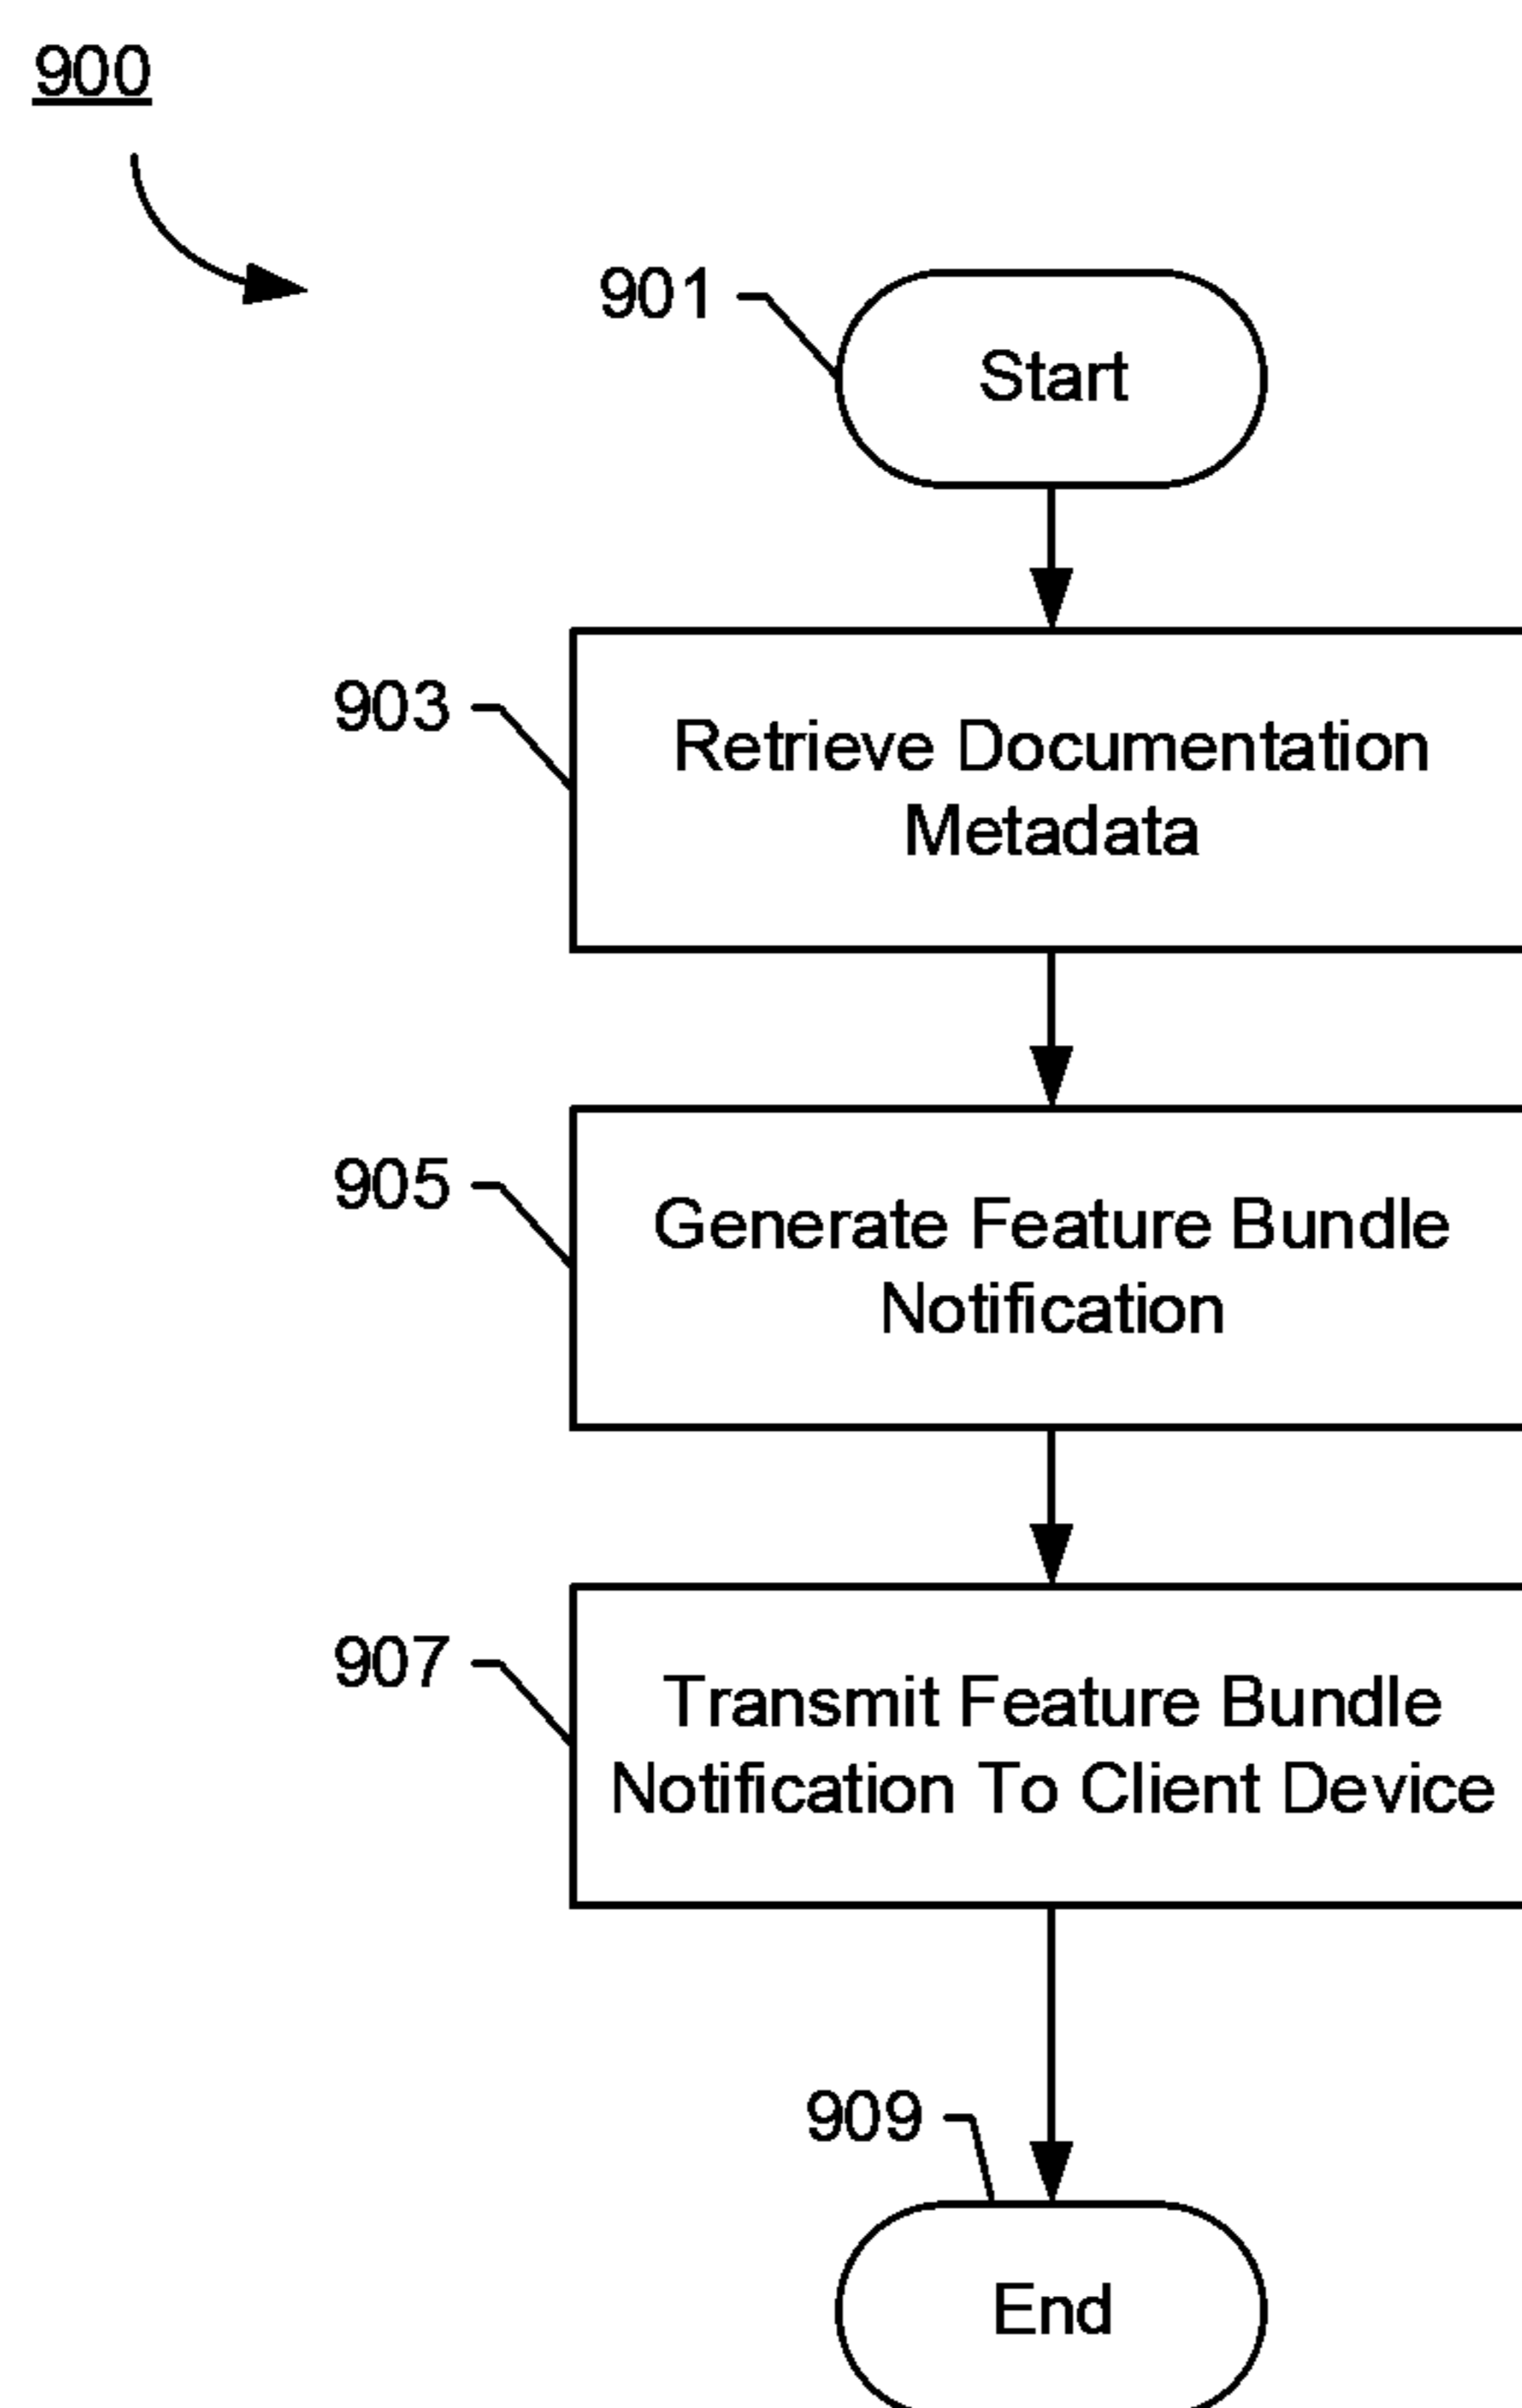 900
901
Start
903
Retrieve Documentation
Metadata
905
Generate Feature Bundle
Notification
907
Transmit Feature Bundle
Notification To Client Device
909
End